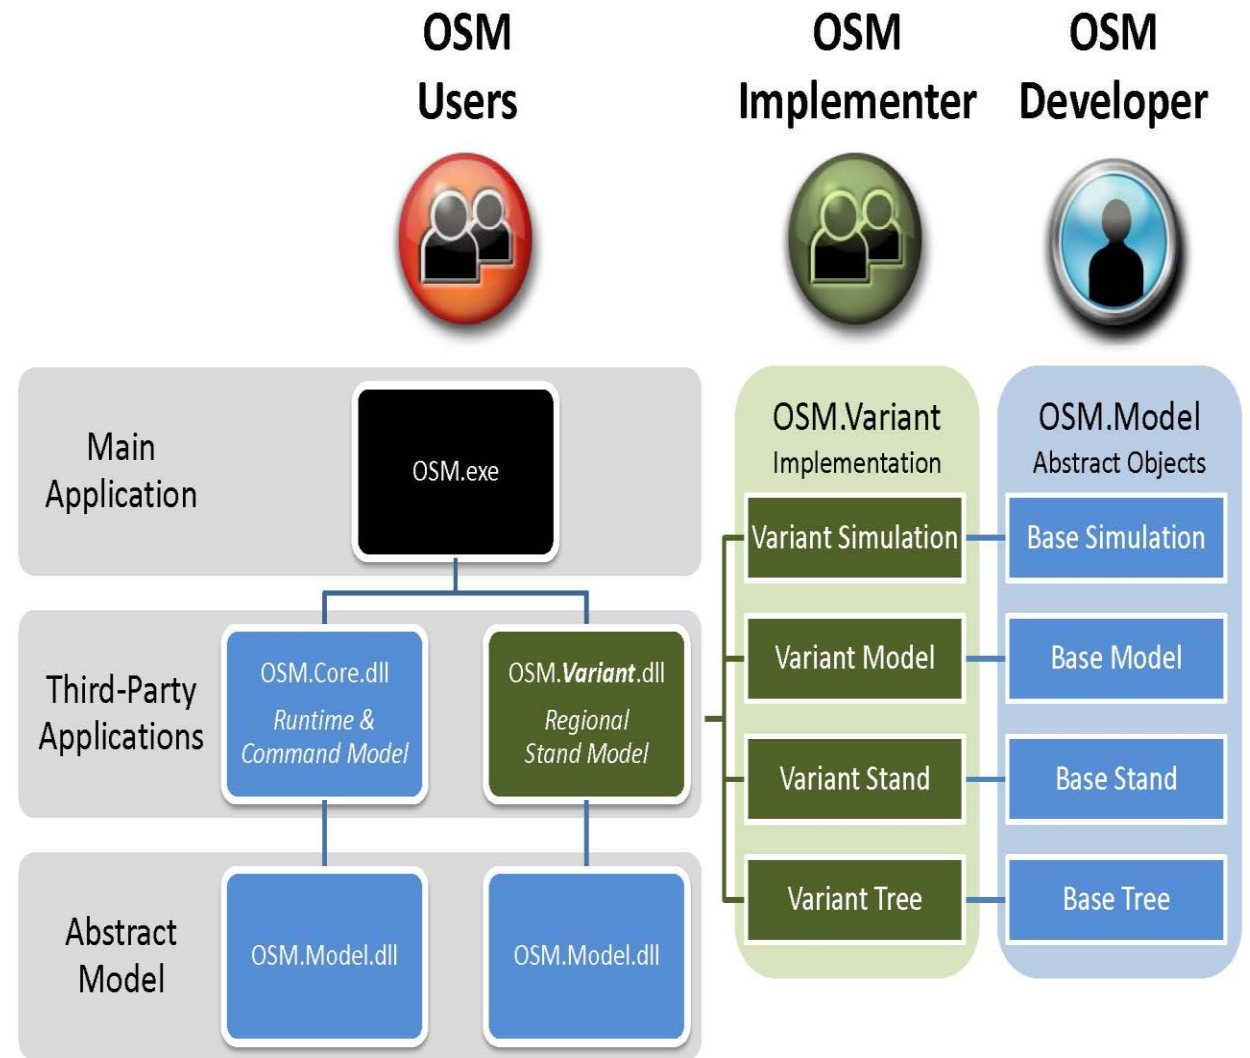 OSM
Users
OSM
Implementer
OSM
Developer
Main
Application
OSM.exe
Third-Party
Applications
OSM.Core.dll
Runtime &
Command Model
OSM.Variant.dll
Regional
Stand Model
Abstract
Model
OSM.Model.dll
OSM.Model.dll
OSM.Variant
Implementation
Variant Simulation
Variant Model
Variant Stand
Variant Tree
OSM.Model
Abstract Objects
Base Simulation
Base Model
Base Stand
Base Tree